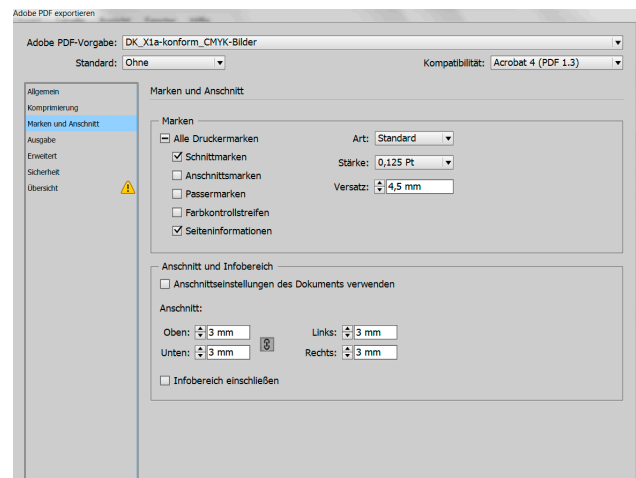 Adobe PDF exportieren
Adobe PDF-Vorgabe: DK_X1a-konform_CMYK-Bilder
Standard: Ohne Kompatibilität: Acrobat 4 (PDF 1.3)
Allgemein
Komprimierung
Marken und Anschnitt
Ausgabe
Erweitert
Sicherheit
Übersicht
Marken und Anschnitt
Marken
Alle Druckermarken Art: Standard
Schnittmarken Stärke: 0,125 Pt
Anschnittsmarken Versatz: 4,5 mm
Passermarken
Farbkontrollstreifen
Seiteninformationen
Anschnitt und Infobereich
Anschnittseinstellungen des Dokuments verwenden
Anschnitt:
Oben: 3 mm Links: 3 mm
Unten: 3 mm Rechts: 3 mm
Infobereich einschließen